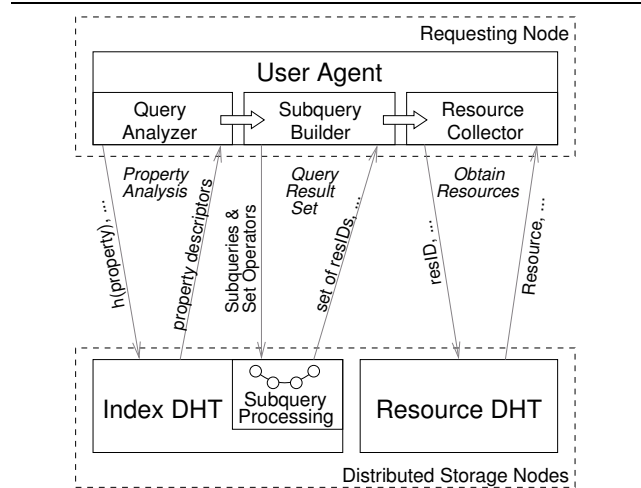 Requesting Node
User Agent
Query
Analyzer
Subquery
Builder
Resource
Collector
Property
Analysis
Query
Result
Set
Obtain
Resources
h(property), ...
property descriptors
Subqueries &
Set Operators
set of resIDs, ...
resID, ...
Resource, ...
Index DHT
Subquery
Processing
Resource DHT
Distributed Storage Nodes